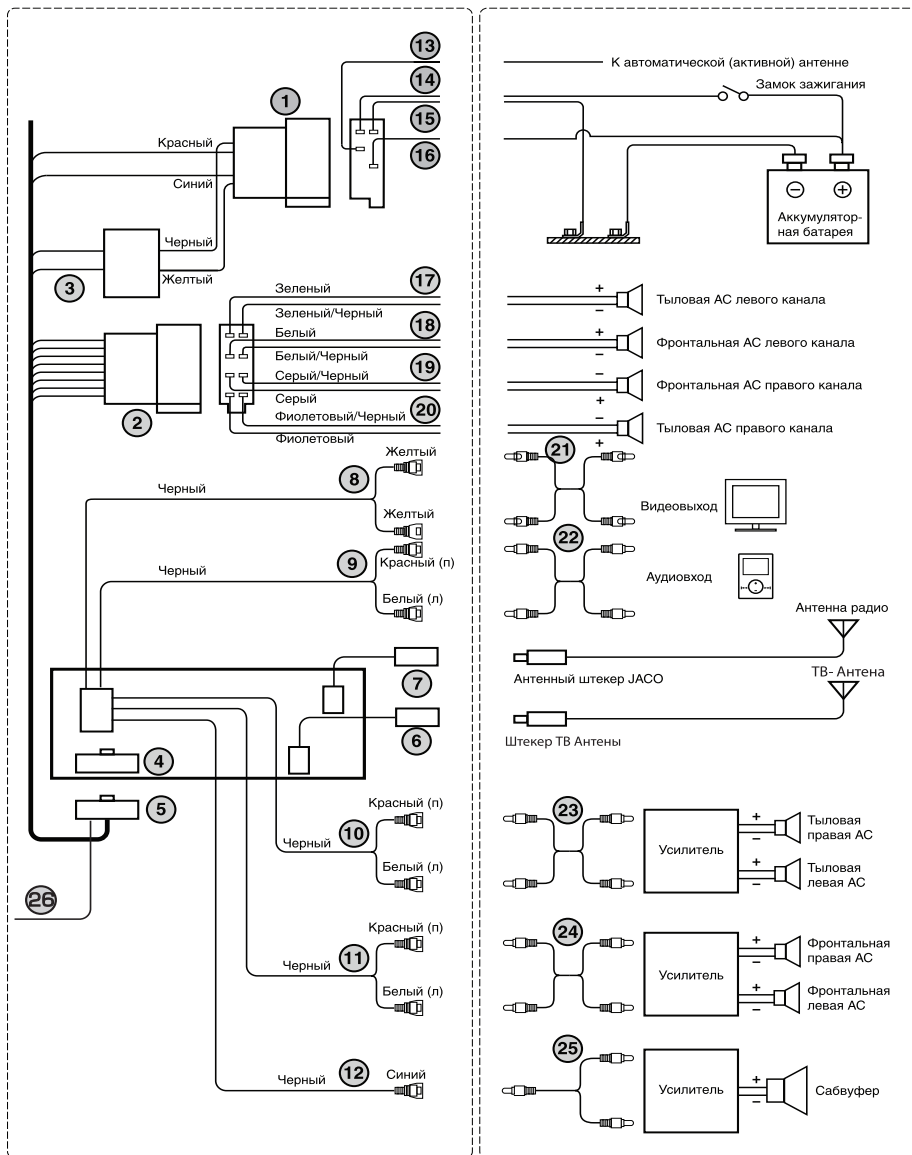 13
К автоматической (активной) антенне
14
Замок зажигания
1
15
Красный
16
Синий
− +
Аккумулятор-
ная батарея
Черный
3
Желтый
17
Зеленый
+
−
Тыловая АС левого канала
Зеленый/Черный
18
Белый
+
−
Фронтальная АС левого канала
Белый/Черный
19
Серый/Черный
−
+
Фронтальная АС правого канала
Серый
2
20
Фиолетовый/Черный
−
+
Тыловая АС правого канала
Фиолетовый
21
Желтый
8
Черный
Видеовыход
Желтый
22
9
Красный (п)
Черный
Аудиовход
Белый (л)
Антенна радио
7
Антенный штекер JACO
ТВ- Антена
6
Штекер ТВ Антены
4
5
Красный (п)
10
Черный
Белый (л)
23
Усилитель
+
−
Тыловая
правая АС
+
−
Тыловая
левая АС
26
Красный (п)
11
Черный
Белый (л)
24
Усилитель
+
−
Фронтальная
правая АС
+
−
Фронтальная
левая АС
12
Черный
Синий
25
Усилитель
+
−
Сабвуфер